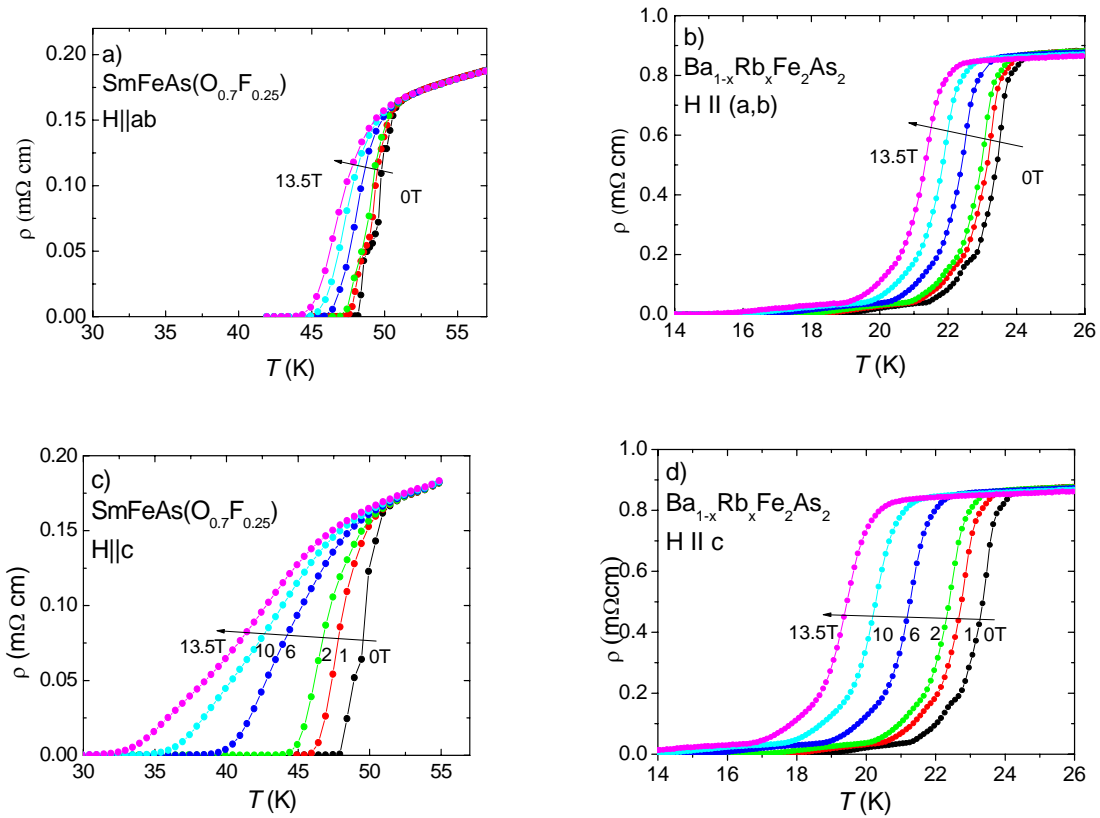 a)
SmFeAs(O0.7F0.25)
H||ab
13.5T
0T
0.20
0.15
0.10
0.05
0.00
ρ (mΩ cm)
30 35 40 45 50 55
T (K)
b)
Ba1-xRbxFe2As2
H II (a,b)
13.5T
0T
1.0
0.8
0.6
0.4
0.2
0.0
ρ (mΩ cm)
14 16 18 20 22 24 26
T (K)
c)
SmFeAs(O0.7F0.25)
H||c
13.5T 10 6 2 1 0T
0.20
0.15
0.10
0.05
0.00
ρ (mΩ cm)
30 35 40 45 50 55
T (K)
d)
Ba1-xRbxFe2As2
H II c
13.5T 10 6 2 1 0T
1.0
0.8
0.6
0.4
0.2
0.0
ρ (mΩcm)
14 16 18 20 22 24 26
T (K)